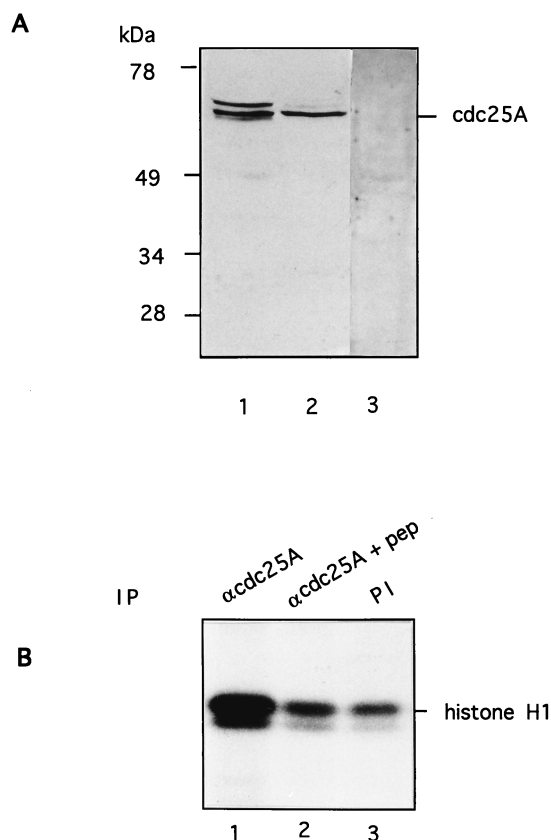 A
kDa
78
cdc25A
49
34
28
1 2 3
IP αcdc25A αcdc25A + pep PI
B
histone H1
1 2 3